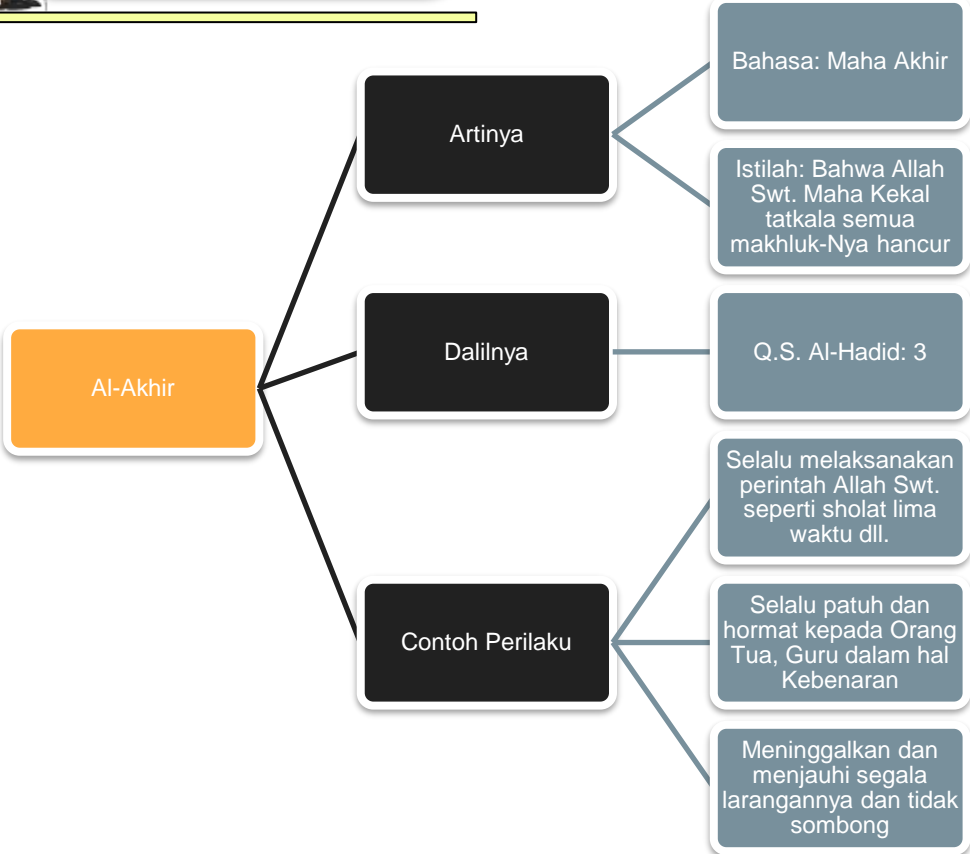 Al-Akhir
Artinya
Bahasa: Maha Akhir
Istilah: Bahwa Allah
Swt. Maha Kekal
tatkala semua
makhluk-Nya hancur
Dalilnya
Q.S. Al-Hadid: 3
Contoh Perilaku
Selalu melaksanakan
perintah Allah Swt.
seperti sholat lima
waktu dll.
Selalu patuh dan
hormat kepada Orang
Tua, Guru dalam hal
Kebenaran
Meninggalkan dan
menjauhi segala
larangannya dan tidak
sombong